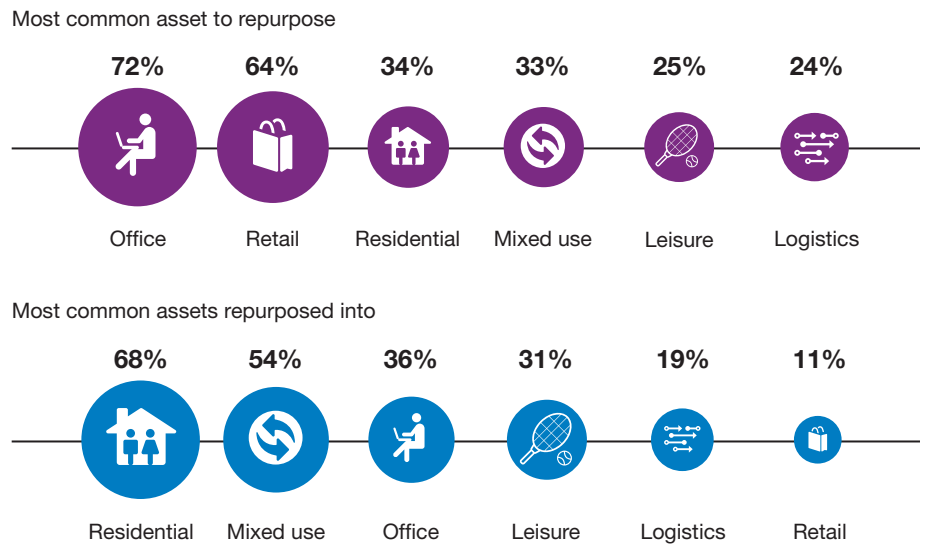 Most common asset to repurpose
72% 64% 34% 33% 25% 24%
Office Retail Residential Mixed use Leisure Logistics
Most common assets repurposed into
68% 54% 36% 31% 19% 11%
Residential Mixed use Office Leisure Logistics Retail